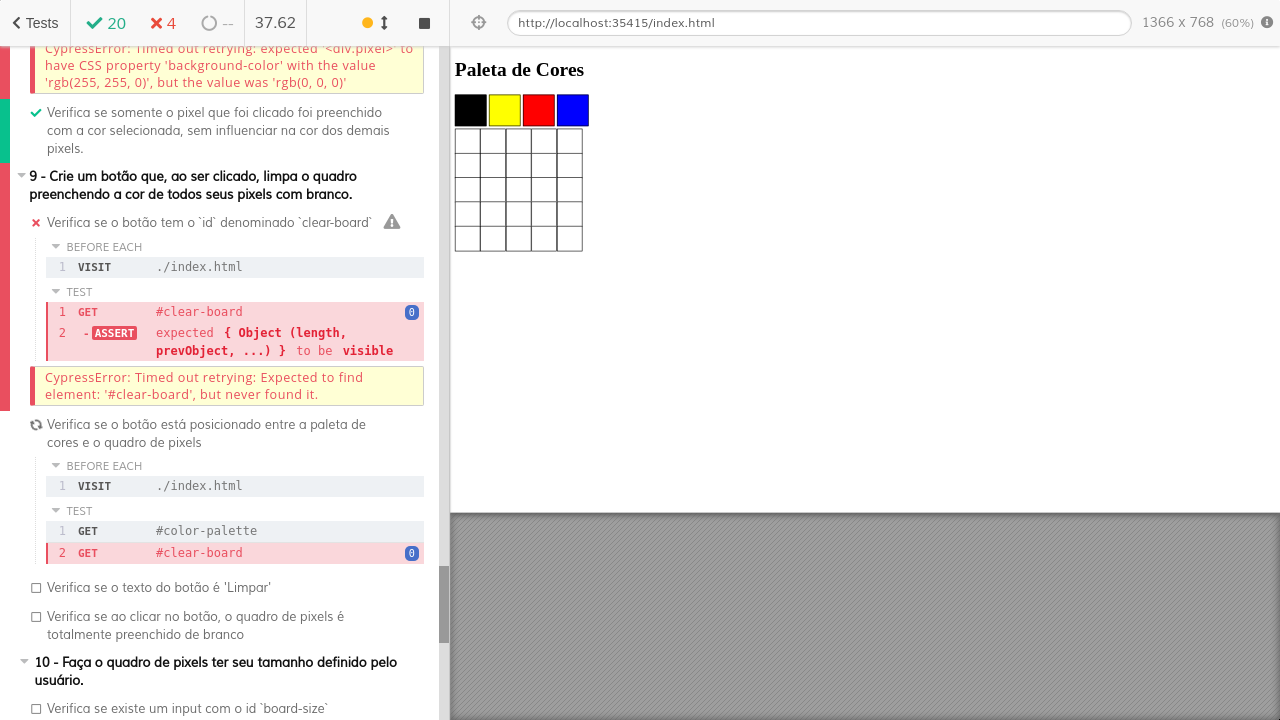 Tests
20
4
--
37.62
http://localhost:35415/index.html
1366 x 768 (60%)
CypressError: Timed out retrying: expected '<div.pixel>' to
have CSS property 'background-color' with the value
'rgb(255, 255, 0)', but the value was 'rgb(0, 0, 0)'
Verifica se somente o pixel que foi clicado foi preenchido
com a cor selecionada, sem influenciar na cor dos demais
pixels.
9 - Crie um botão que, ao ser clicado, limpa o quadro
preenchendo a cor de todos seus pixels com branco.
Verifica se o botão tem o `id` denominado `clear-board`
BEFORE EACH
1 VISIT ./index.html
TEST
1 GET #clear-board 0
2 -ASSERT expected { Object (length,
prevObject, ...) } to be visible
CypressError: Timed out retrying: Expected to find
element: '#clear-board', but never found it.
Verifica se o botão está posicionado entre a paleta de
cores e o quadro de pixels
BEFORE EACH
1 VISIT ./index.html
TEST
1 GET #color-palette
2 GET #clear-board 0
Verifica se o texto do botão é 'Limpar'
Verifica se ao clicar no botão, o quadro de pixels é
totalmente preenchido de branco
10 - Faça o quadro de pixels ter seu tamanho definido pelo
usuário.
Verifica se existe um input com o id `board-size`
Paleta de Cores